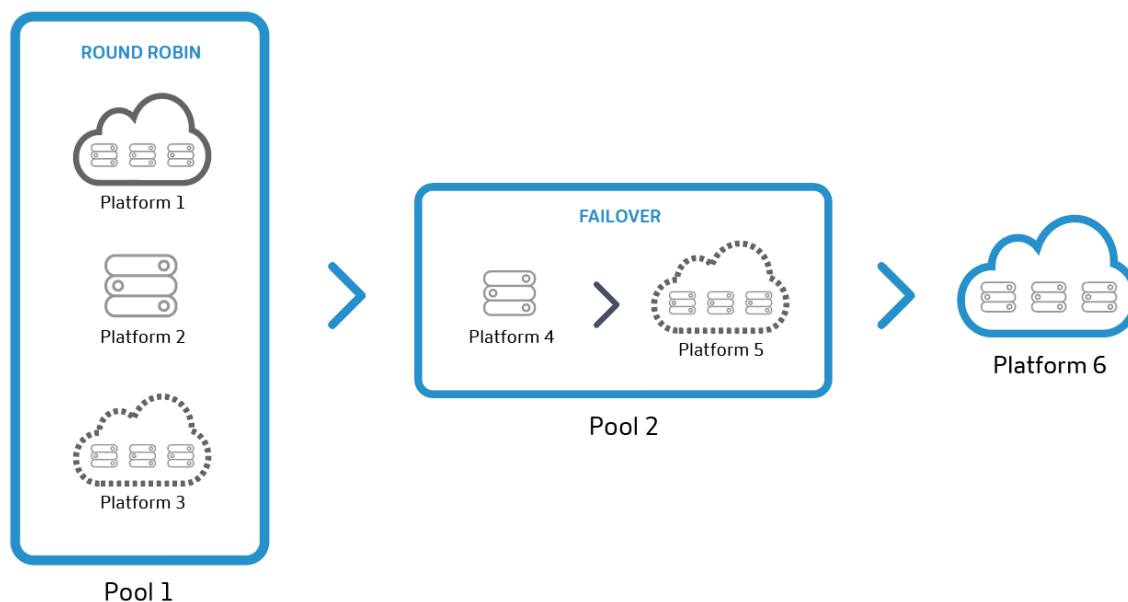 ROUND ROBIN
Platform 1
Platform 2
Platform 3
Pool 1
FAILOVER
Platform 4
Platform 5
Pool 2
Platform 6